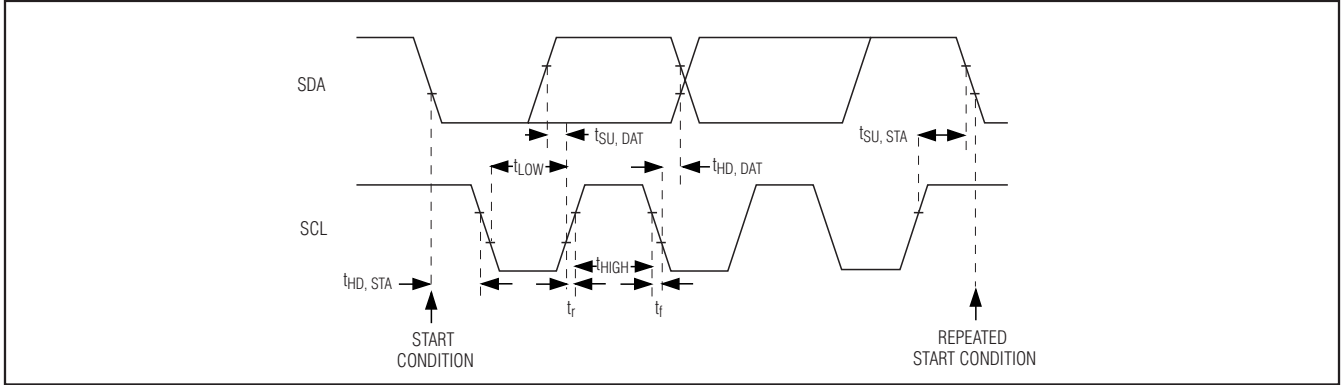 SDA
tSU, DAT
tSU, STA
tLOW
tHD, DAT
SCL
tHIGH
tHD, STA
tr
tf
START
CONDITION
REPEATED
START CONDITION